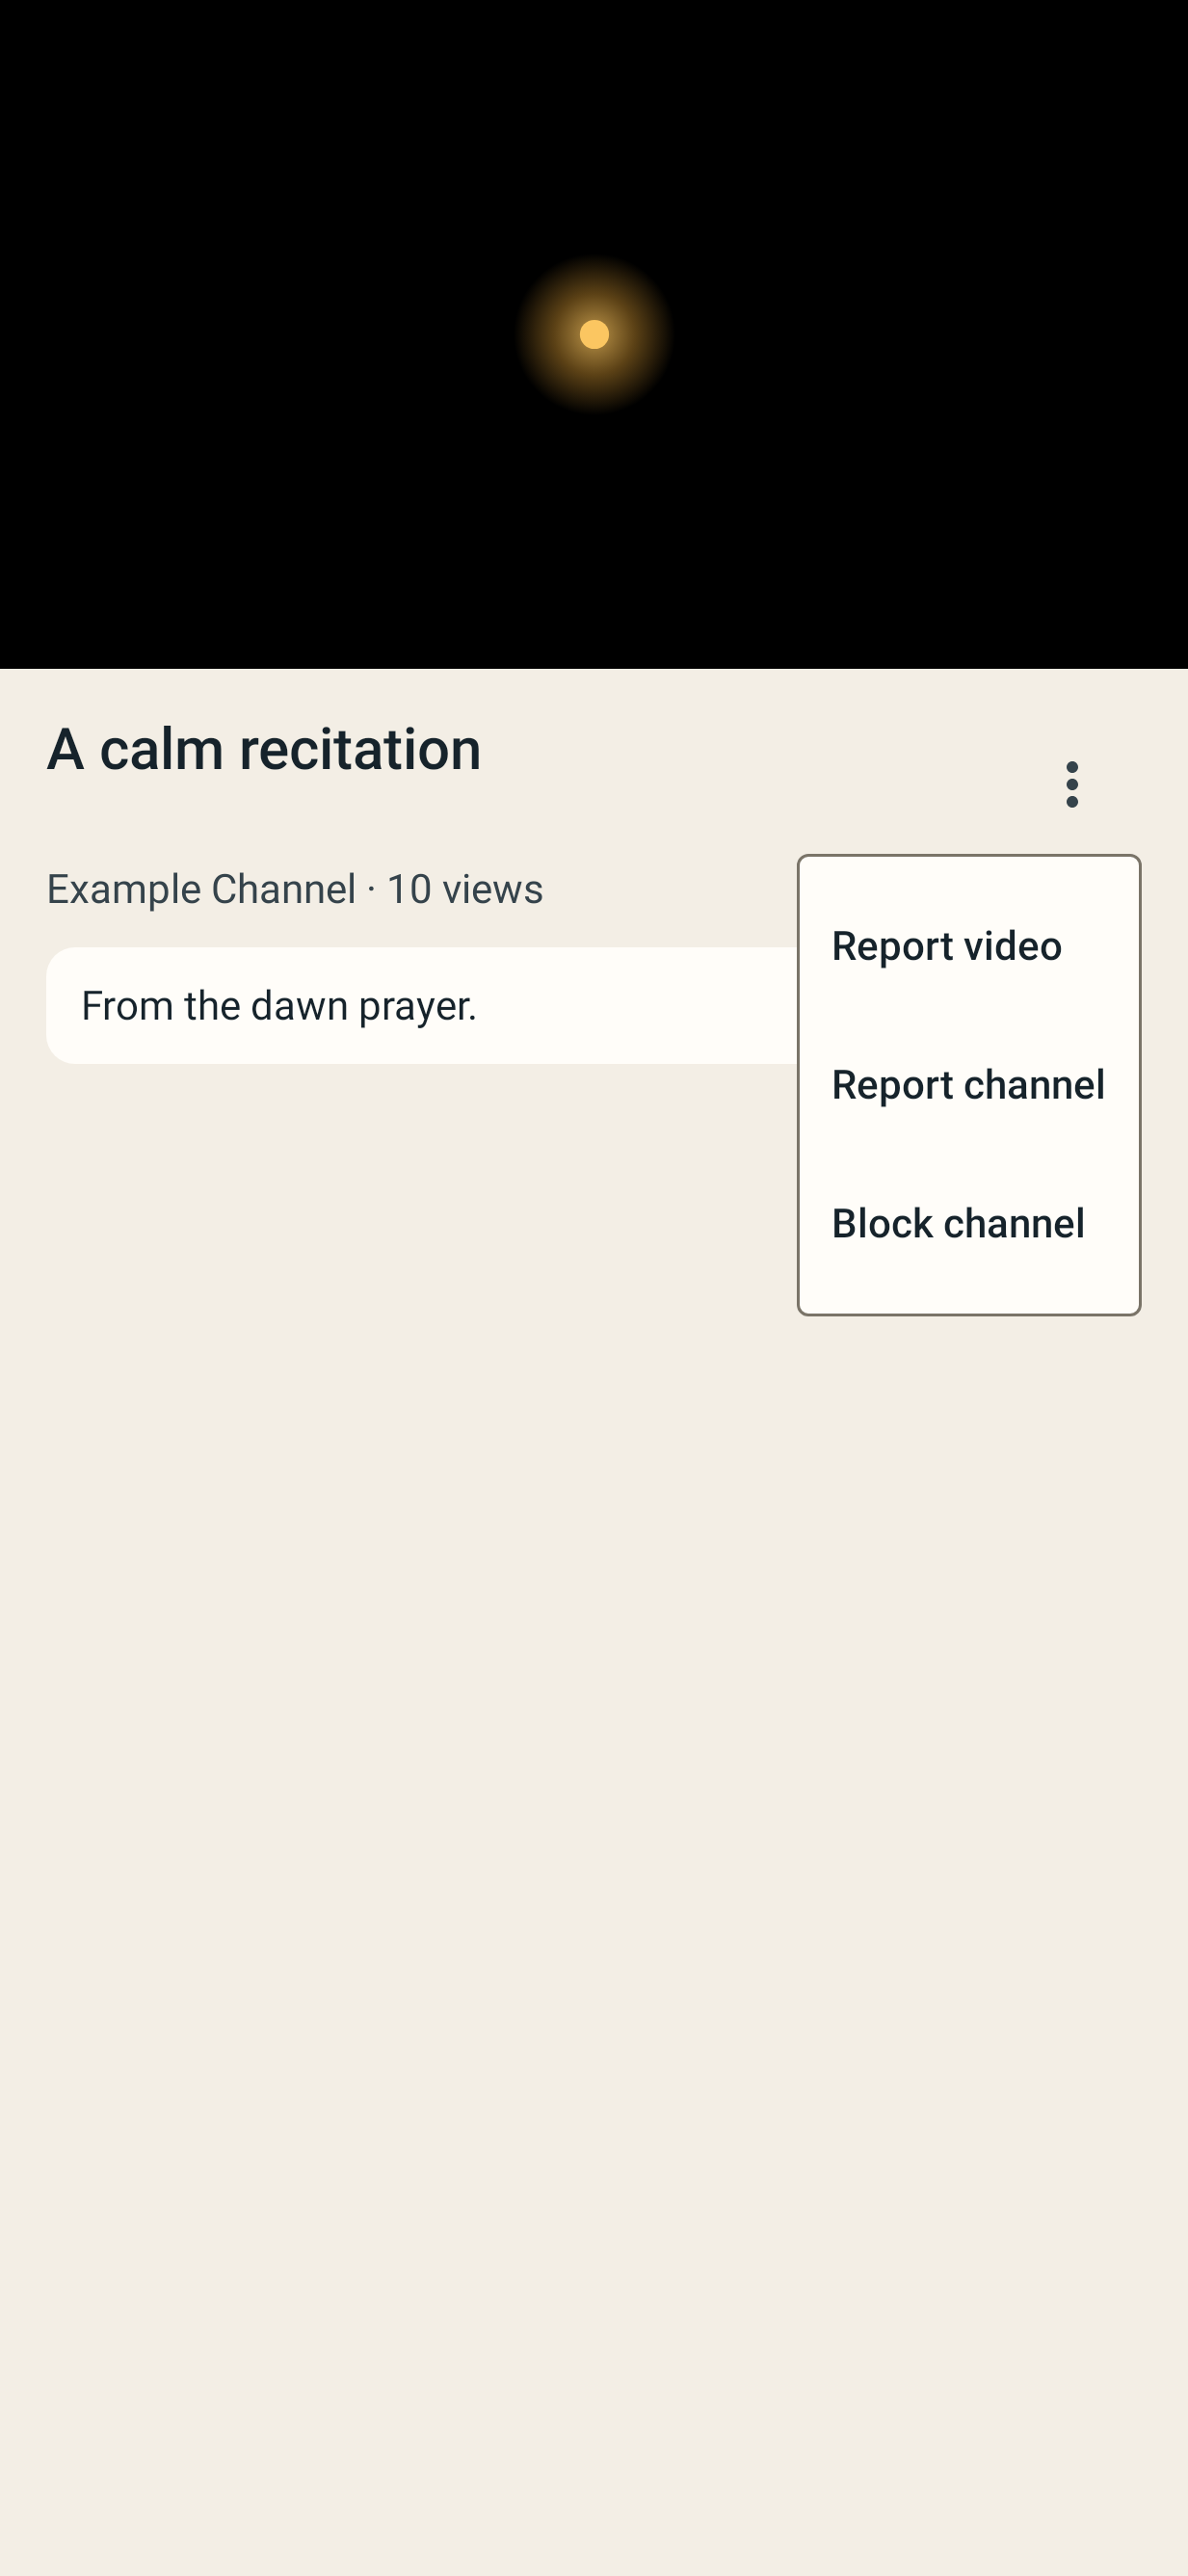 A calm recitation
Example Channel · 10 views
From the dawn prayer.
Report video
Report channel
Block channel